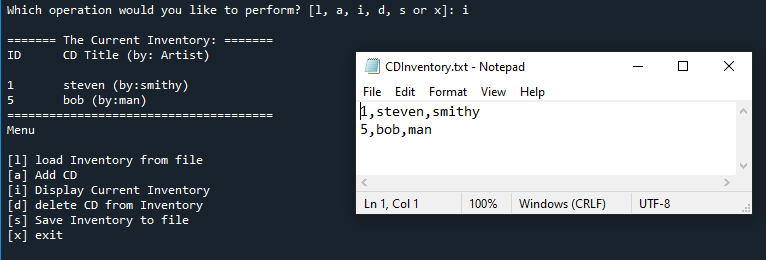 Which operation would you like to perform? [l, a, i, d, s or x]: i
======= The Current Inventory: =======
ID      CD Title (by: Artist)
1       steven (by:smithy)
5       bob (by:man)
======================================
Menu
[l] load Inventory from file
[a] Add CD
[i] Display Current Inventory
[d] delete CD from Inventory
[s] Save Inventory to file
[x] exit
CDInventory.txt - Notepad
File Edit Format View Help
1,steven,smithy
5,bob,man
Ln 1, Col 1 100% Windows (CRLF) UTF-8